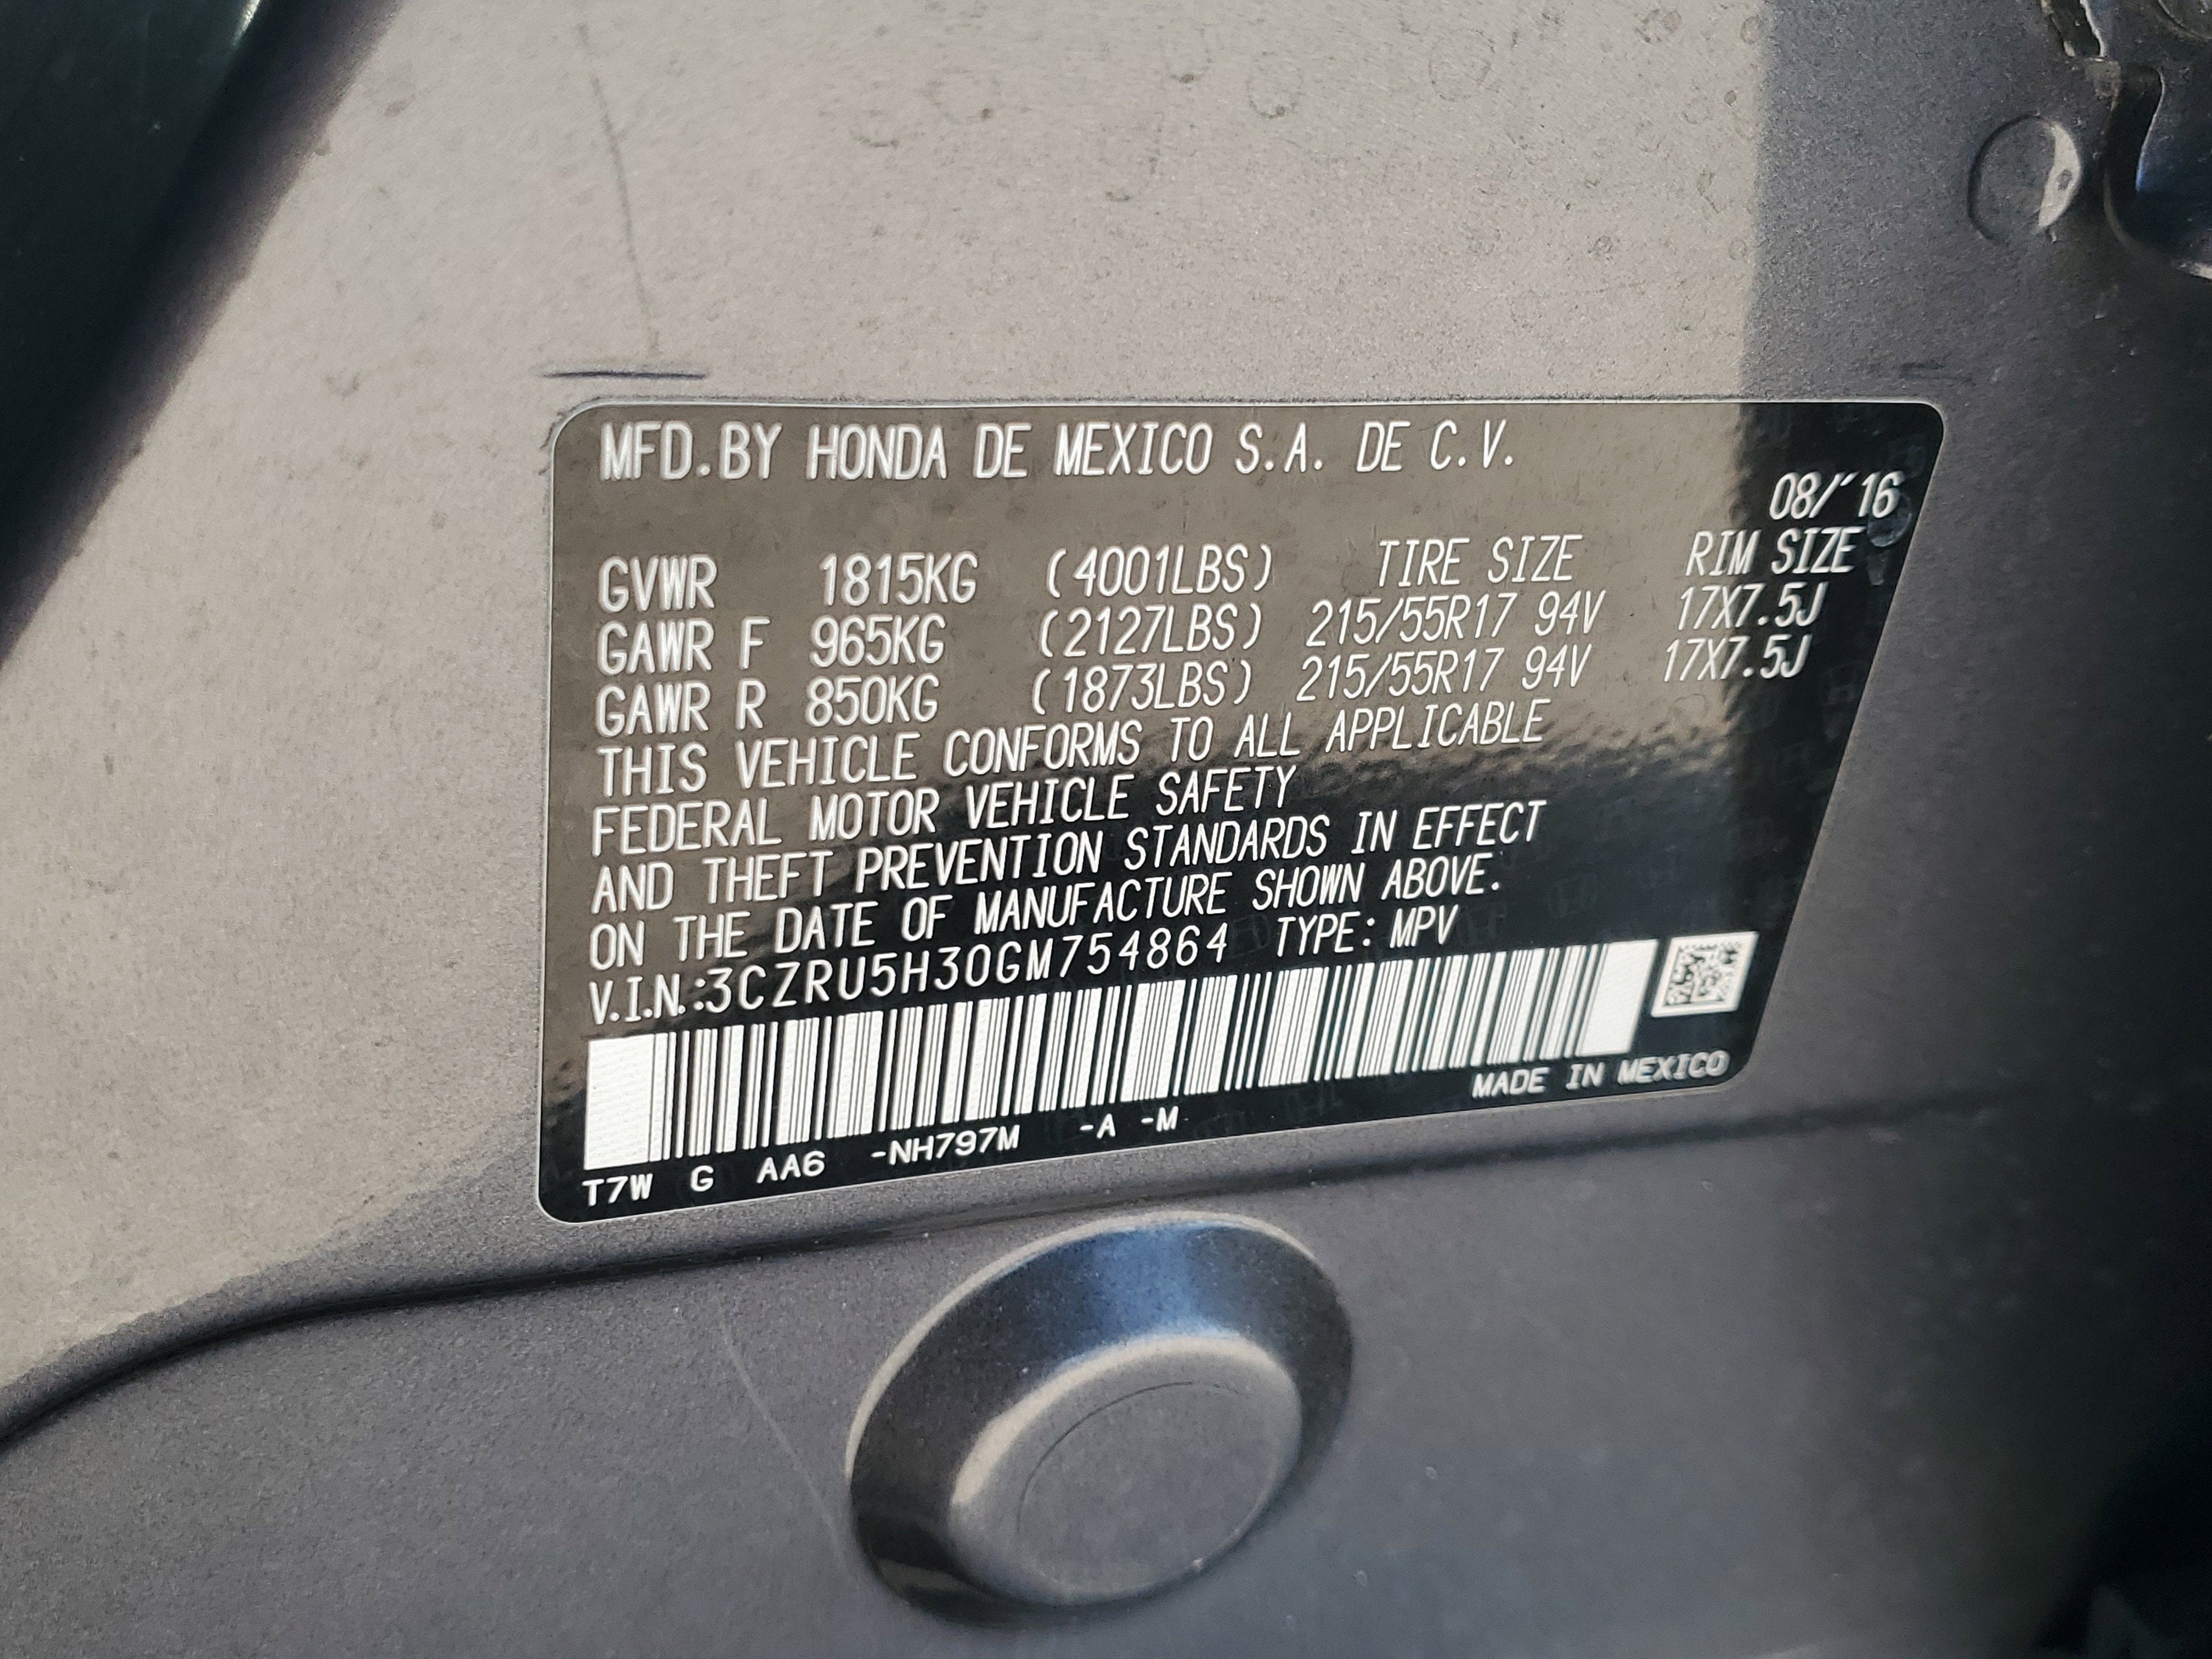 MFD.BY HONDA DE MEXICO S.A. DE C.V.
08/'16
GVWR 1815KG (4001LBS) TIRE SIZE RIM SIZE
GAWR F 965KG (2127LBS) 215/55R17 94V 17X7.5J
GAWR R 850KG (1873LBS) 215/55R17 94V 17X7.5J
THIS VEHICLE CONFORMS TO ALL APPLICABLE
FEDERAL MOTOR VEHICLE SAFETY
AND THEFT PREVENTION STANDARDS IN EFFECT
ON THE DATE OF MANUFACTURE SHOWN ABOVE.
V.I.N.:3CZRU5H30GM754864 TYPE: MPV
MADE IN MEXICO
T7W G AA6 -NH797M -A -M